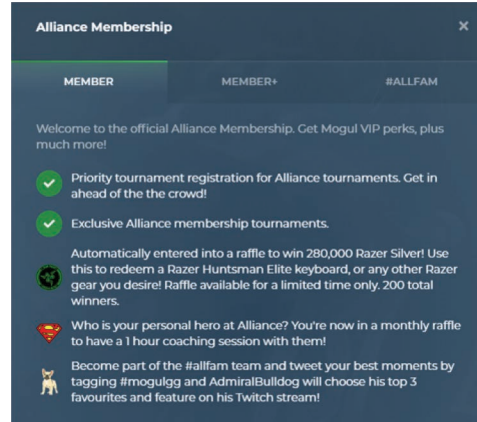 Alliance Membership
×
MEMBER
MEMBER+
#ALLFAM
Welcome to the official Alliance Membership. Get Mogul VIP perks, plus
much more!
Priority tournament registration for Alliance tournaments. Get in
ahead of the the crowd!
Exclusive Alliance membership tournaments.
Automatically entered into a raffle to win 280,000 Razer Silver! Use
this to redeem a Razer Huntsman Elite keyboard, or any other Razer
gear you desire! Raffle available for a limited time only. 200 total
winners.
Who is your personal hero at Alliance? You're now in a monthly raffle
to have a 1 hour coaching session with them!
Become part of the #allfam team and tweet your best moments by
tagging #mogulgg and AdmiralBulldog will choose his top 3
favourites and feature on his Twitch stream!